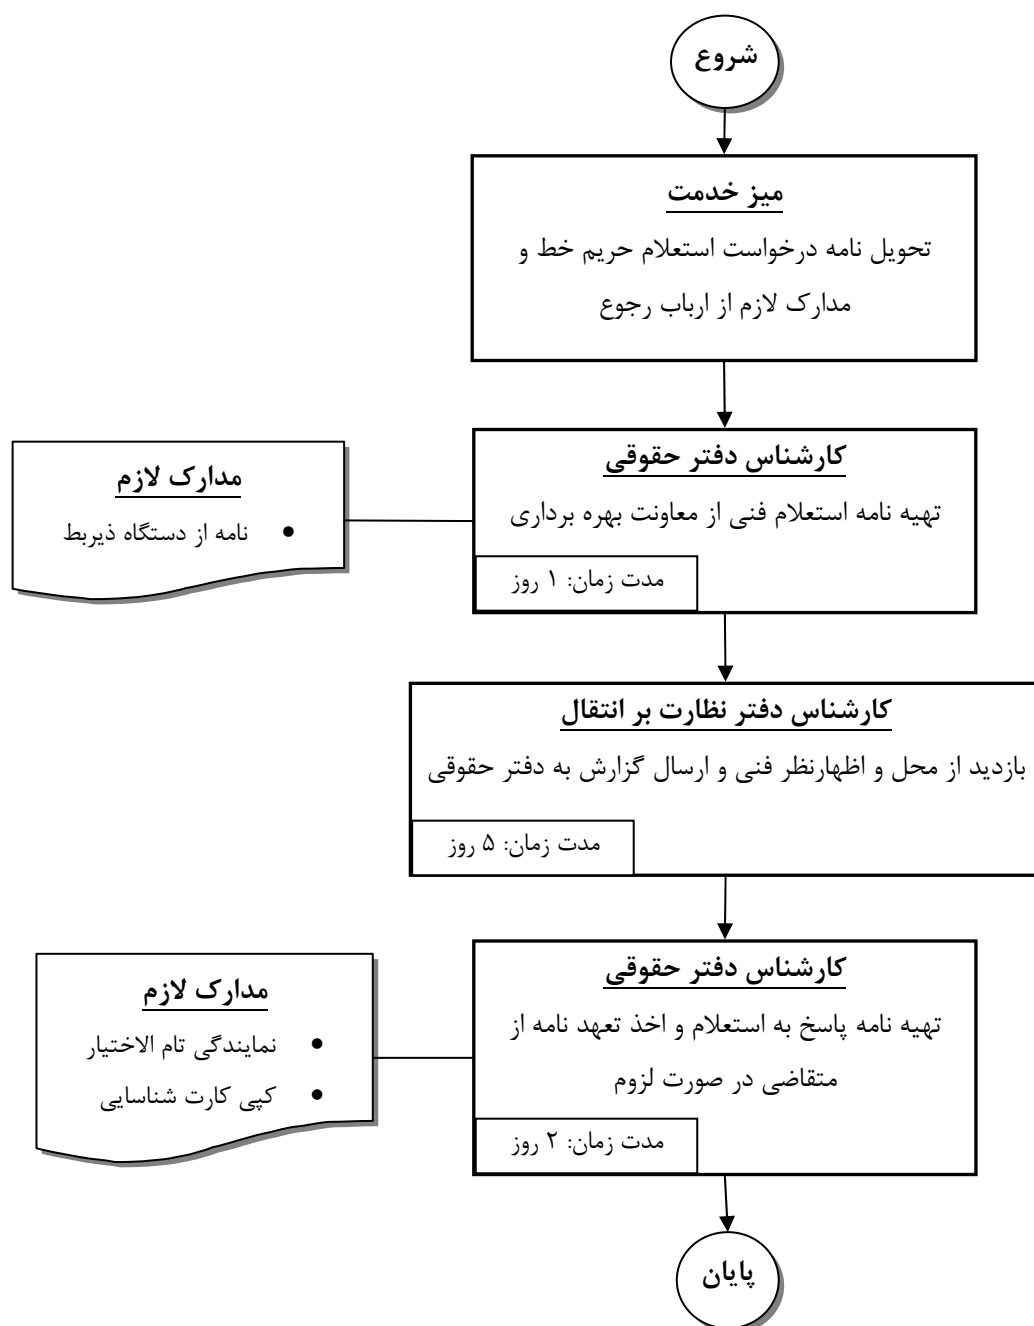 شروع
میز خدمت
تحویل نامه درخواست استعلام حریم خط و
مدارک لازم از ارباب رجوع
کارشناس دفتر حقوقی
تهیه نامه استعلام فنی از معاونت بهره برداری
مدت زمان: ۱ روز
مدارک لازم
● نامه از دستگاه ذیربط
کارشناس دفتر نظارت بر انتقال
بازدید از محل و اظهارنظر فنی و ارسال گزارش به دفتر حقوقی
مدت زمان: ۵ روز
کارشناس دفتر حقوقی
تهیه نامه پاسخ به استعلام و اخذ تعهد نامه از
متقاضی در صورت لزوم
مدت زمان: ۲ روز
مدارک لازم
● نمایندگی تام الاختیار
● کپی کارت شناسایی
پایان